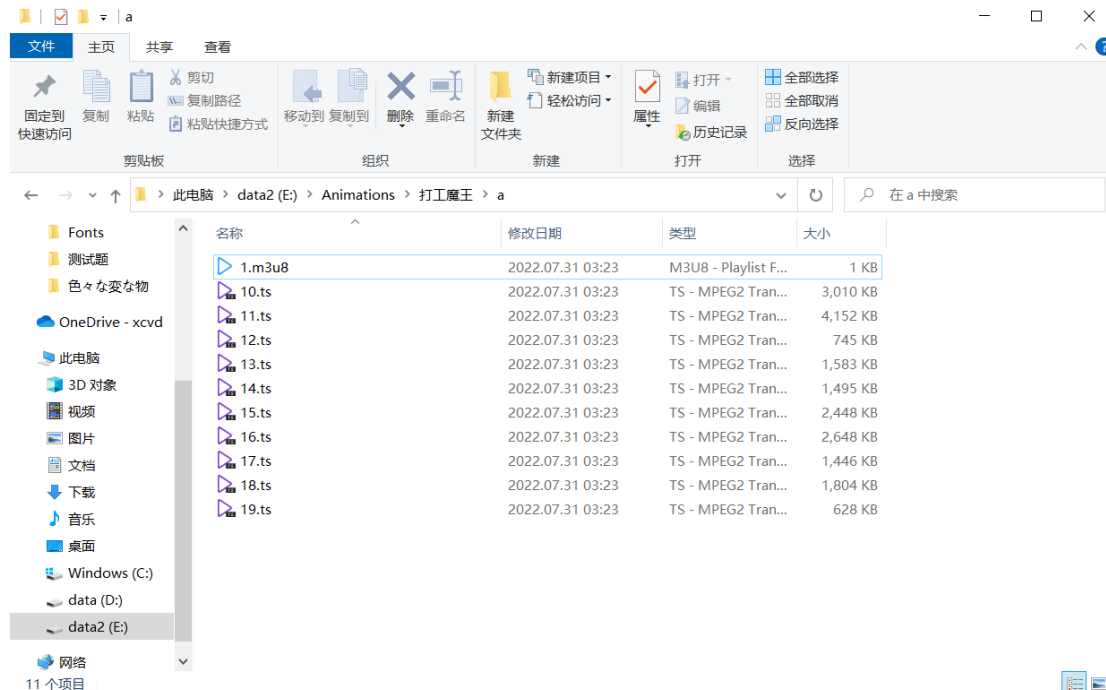 a
文件 主页 共享 查看
固定到 快速访问
复制
粘贴
剪切
复制路径
粘贴快捷方式
移动到 复制到 删除 重命名
新建 文件夹
新建项目
轻松访问
属性
打开
编辑
历史记录
全部选择
全部取消
反向选择
剪贴板 组织 新建 打开 选择
此电脑 data2 (E:) Animations 打工魔王 a
在 a 中搜索
Fonts
测试题
色々な変な物
OneDrive - xcvd
此电脑
3D 对象
视频
图片
文档
下载
音乐
桌面
Windows (C:)
data (D:)
data2 (E:)
网络
名称 修改日期 类型 大小
1.m3u8 2022.07.31 03:23 M3U8 - Playlist F... 1 KB
10.ts 2022.07.31 03:23 TS - MPEG2 Tran... 3,010 KB
11.ts 2022.07.31 03:23 TS - MPEG2 Tran... 4,152 KB
12.ts 2022.07.31 03:23 TS - MPEG2 Tran... 745 KB
13.ts 2022.07.31 03:23 TS - MPEG2 Tran... 1,583 KB
14.ts 2022.07.31 03:23 TS - MPEG2 Tran... 1,495 KB
15.ts 2022.07.31 03:23 TS - MPEG2 Tran... 2,448 KB
16.ts 2022.07.31 03:23 TS - MPEG2 Tran... 2,648 KB
17.ts 2022.07.31 03:23 TS - MPEG2 Tran... 1,446 KB
18.ts 2022.07.31 03:23 TS - MPEG2 Tran... 1,804 KB
19.ts 2022.07.31 03:23 TS - MPEG2 Tran... 628 KB
11 个项目